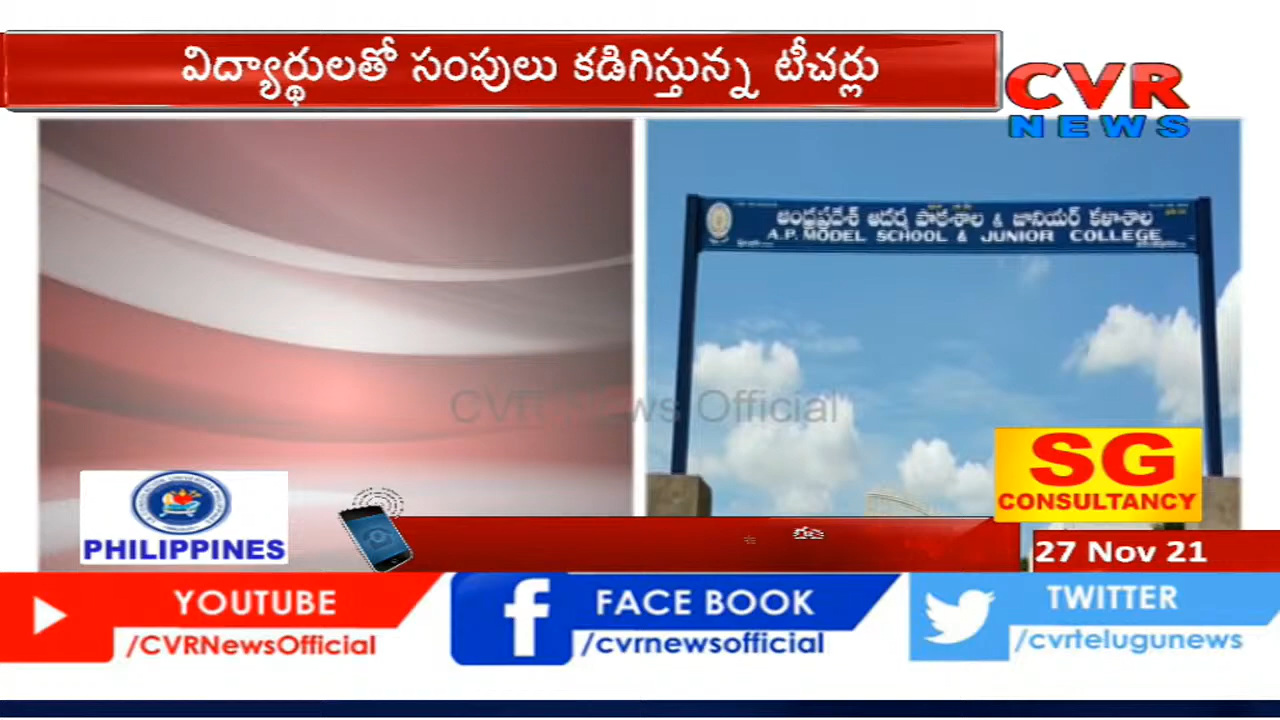 విద్యార్థులతో సంపులు కడిగిస్తున్న టీచర్లు
CVR
NEWS
ఆంధ్రప్రదేశ్ ఆదర్శ పాఠశాల & జూనియర్ కళాశాల
A.P. MODEL SCHOOL & JUNIOR COLLEGE
CVR News Official
SG
CONSULTANCY
PHILIPPINES
27 Nov 21
YOUTUBE
/CVRNewsOfficial
FACE BOOK
/cvrnewsofficial
TWITTER
/cvrtelugunews